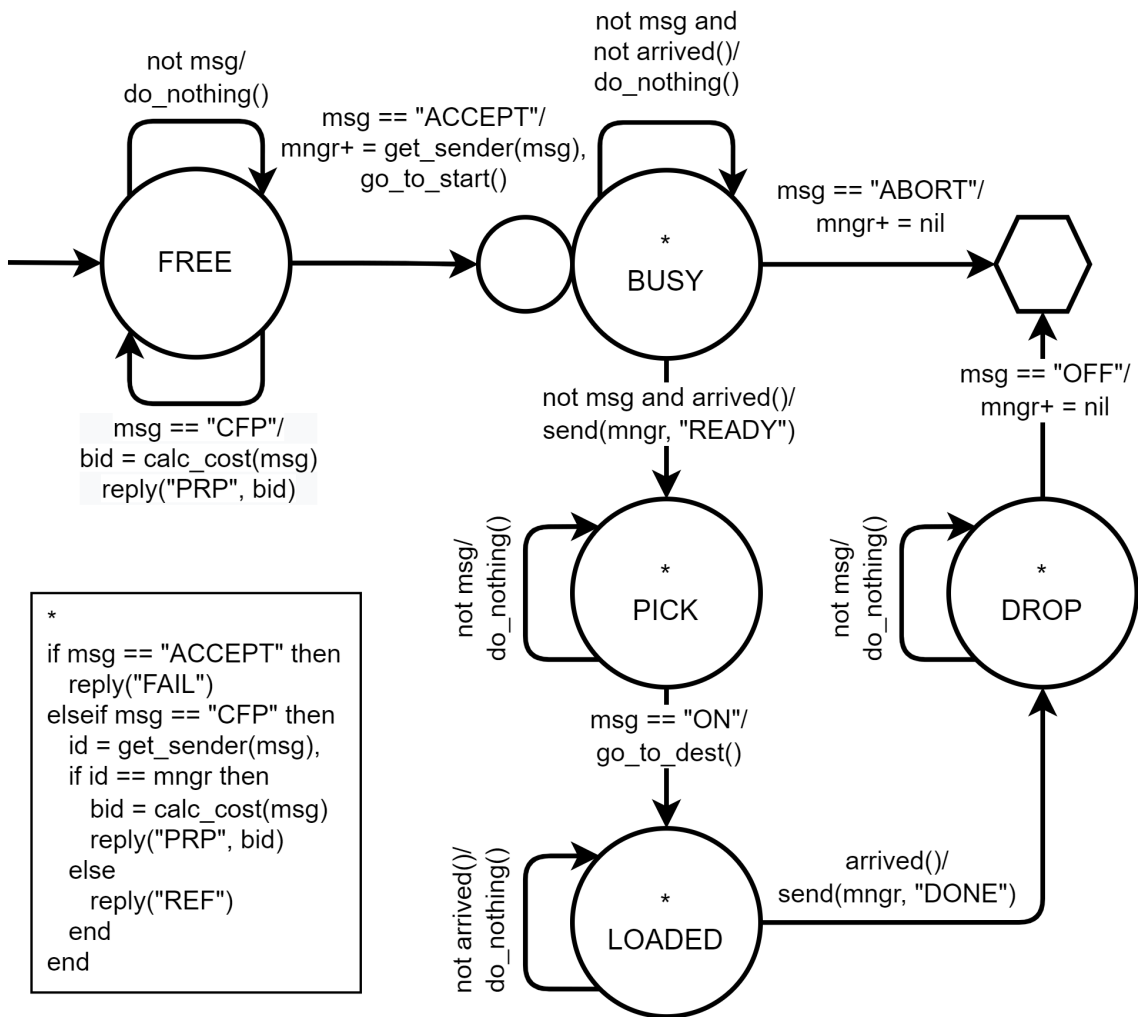 not msg/
do_nothing()
msg == "ACCEPT"/
mngr+ = get_sender(msg),
go_to_start()
not msg and
not arrived()/
do_nothing()
msg == "ABORT"/
mngr+ = nil
FREE
*
BUSY
msg == "CFP"/
bid = calc_cost(msg)
reply("PRP", bid)
not msg and arrived()/
send(mngr, "READY")
msg == "OFF"/
mngr+ = nil
not msg/
do_nothing()
*
PICK
not msg/
do_nothing()
*
DROP
msg == "ON"/
go_to_dest()
not arrived()/
do_nothing()
*
LOADED
arrived()/
send(mngr, "DONE")
*
if msg == "ACCEPT" then
reply("FAIL")
elseif msg == "CFP" then
id = get_sender(msg),
if id == mngr then
bid = calc_cost(msg)
reply("PRP", bid)
else
reply("REF")
end
end